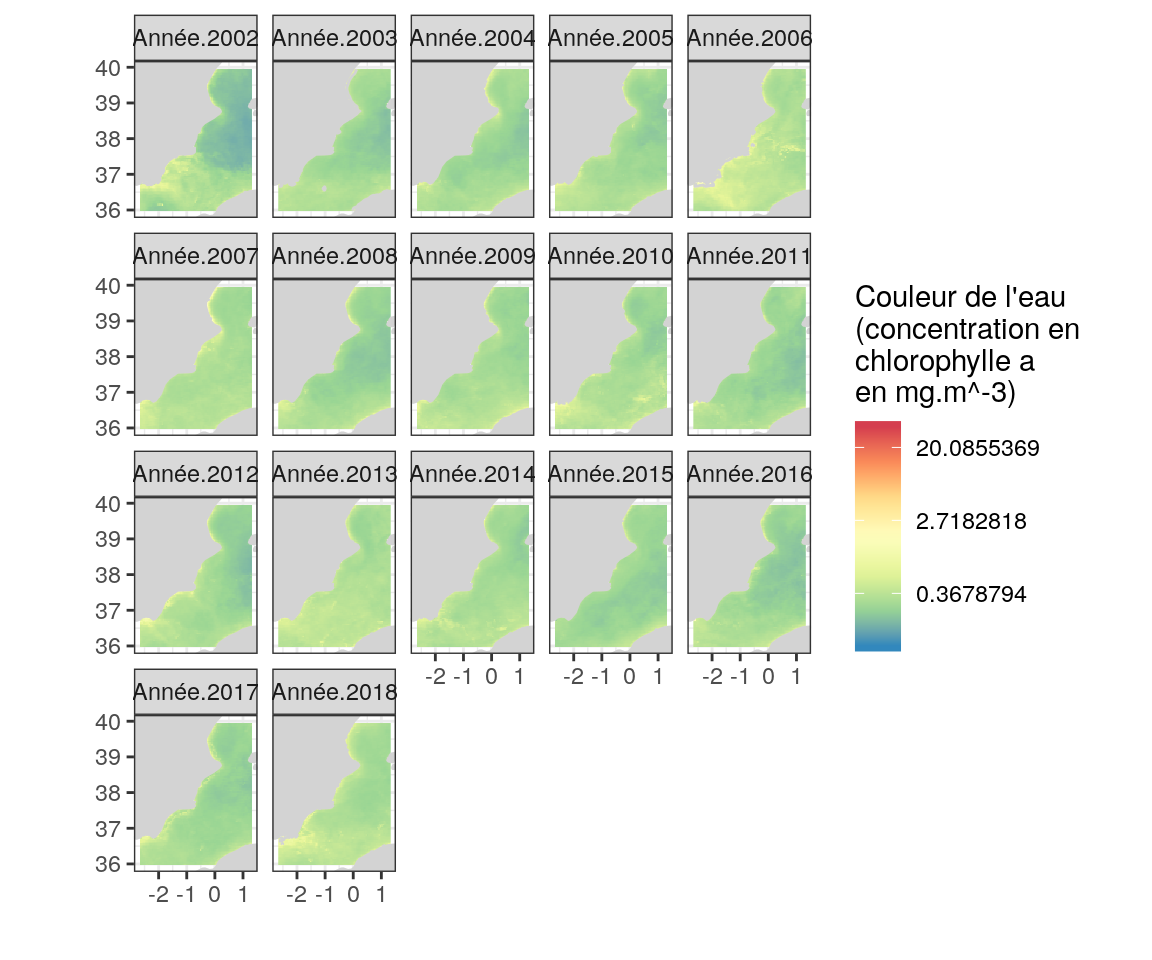 Année.2002 Année.2003 Année.2004 Année.2005 Année.2006
40
39
38
37
36
Année.2007 Année.2008 Année.2009 Année.2010 Année.2011
40
39
38
37
36
Année.2012 Année.2013 Année.2014 Année.2015 Année.2016
40
39
38
37
36
-2 -1 0 1 -2 -1 0 1 -2 -1 0 1
Année.2017 Année.2018
40
39
38
37
36
-2 -1 0 1 -2 -1 0 1
Couleur de l'eau
(concentration en
chlorophylle a
en mg.m^-3)
20.0855369
2.7182818
0.3678794